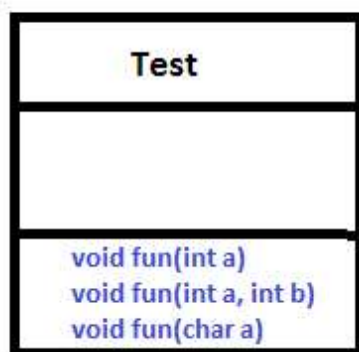 Test
void fun(int a)
void fun(int a, int b)
void fun(char a)